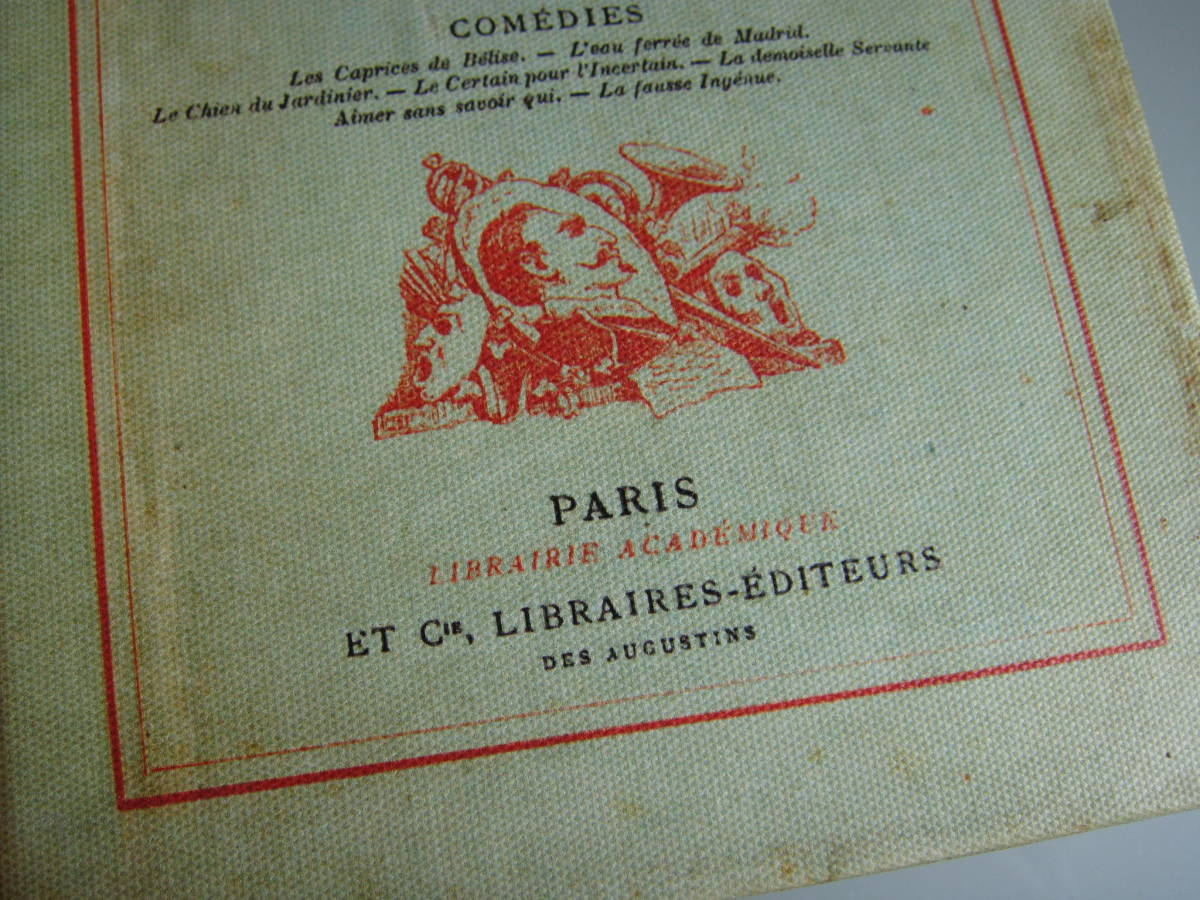 COMÉDIES
Les Caprices de Bélise. — L'eau ferrée de Madrid.
Le Chien du Jardinier. — Le Certain pour l'Incertain. — La demoiselle Servante
Aimer sans savoir qui. — La fausse Ingénue.
PARIS
LIBRAIRIE ACADÉMIQUE
ET Cie, LIBRAIRES-ÉDITEURS
DES AUGUSTINS